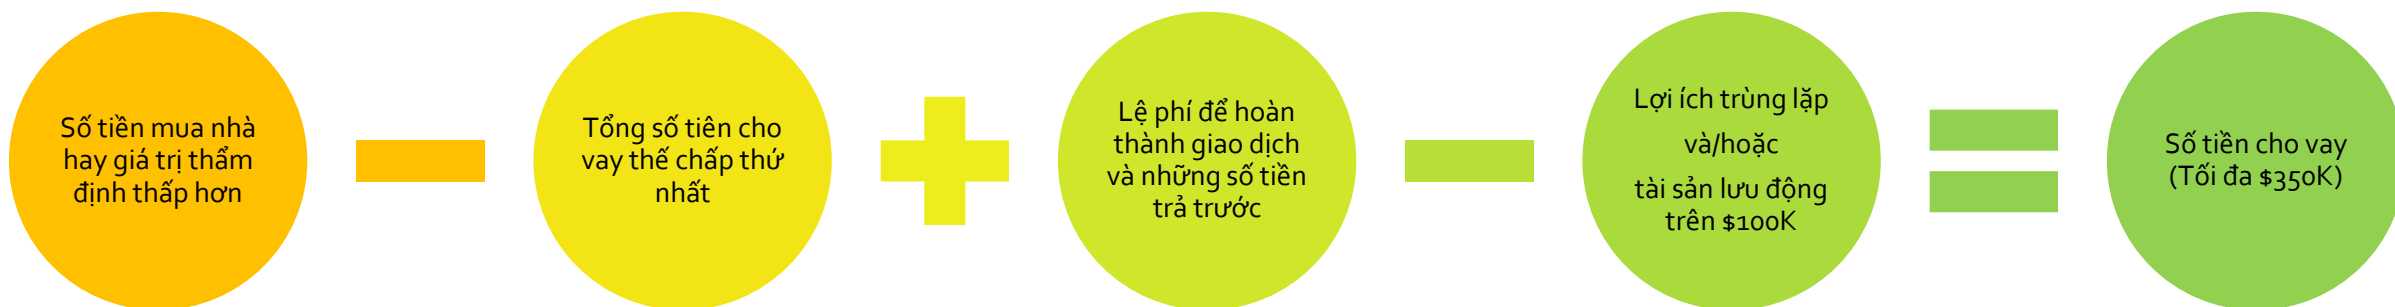 Số tiền mua nhà
hay giá trị thẩm
định thấp hơn
Tổng số tiên cho
vay thế chấp thứ
nhất
Lệ phí để hoàn
thành giao dịch
và những số tiền
trả trước
Lợi ích trùng lặp
và/hoặc
tài sản lưu động
trên $100K
Số tiền cho vay
(Tối đa $350K)